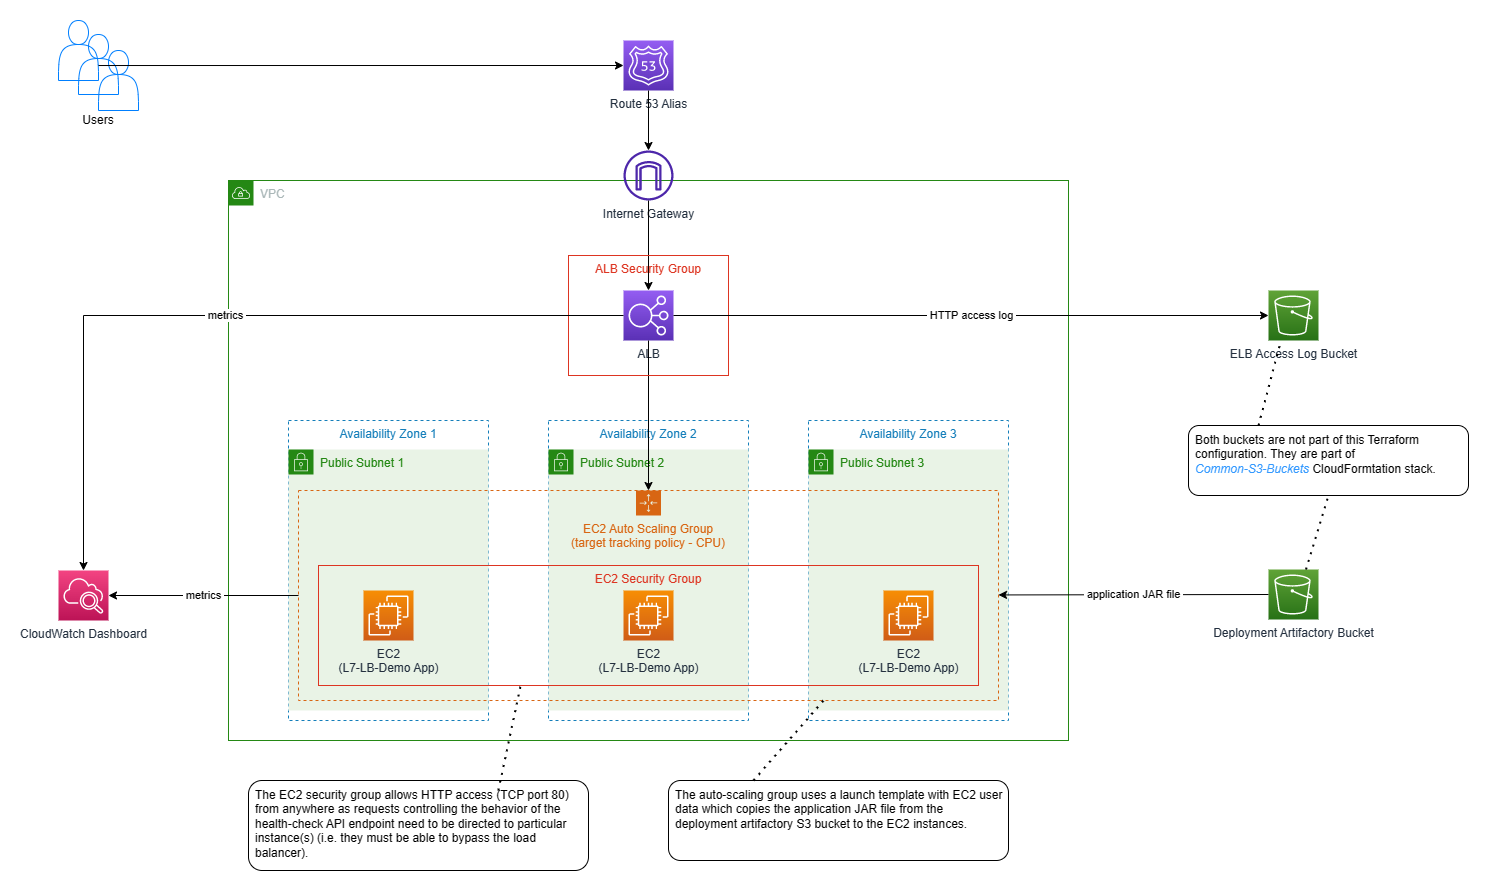 53
Users
Route 53 Alias
VPC
Internet Gateway
ALB Security Group
metrics
HTTP access log
ALB
ELB Access Log Bucket
Availability Zone 1
Availability Zone 2
Availability Zone 3
Public Subnet 1
Public Subnet 2
Public Subnet 3
Both buckets are not part of this Terraform
configuration. They are part of
Common-S3-Buckets CloudFormtation stack.
EC2 Auto Scaling Group
(target tracking policy - CPU)
EC2 Security Group
metrics
application JAR file
CloudWatch Dashboard
EC2
(L7-LB-Demo App)
EC2
(L7-LB-Demo App)
EC2
(L7-LB-Demo App)
Deployment Artifactory Bucket
The EC2 security group allows HTTP access (TCP port 80)
from anywhere as requests controlling the behavior of the
health-check API endpoint need to be directed to particular
instance(s) (i.e. they must be able to bypass the load
balancer).
The auto-scaling group uses a launch template with EC2 user
data which copies the application JAR file from the
deployment artifactory S3 bucket to the EC2 instances.